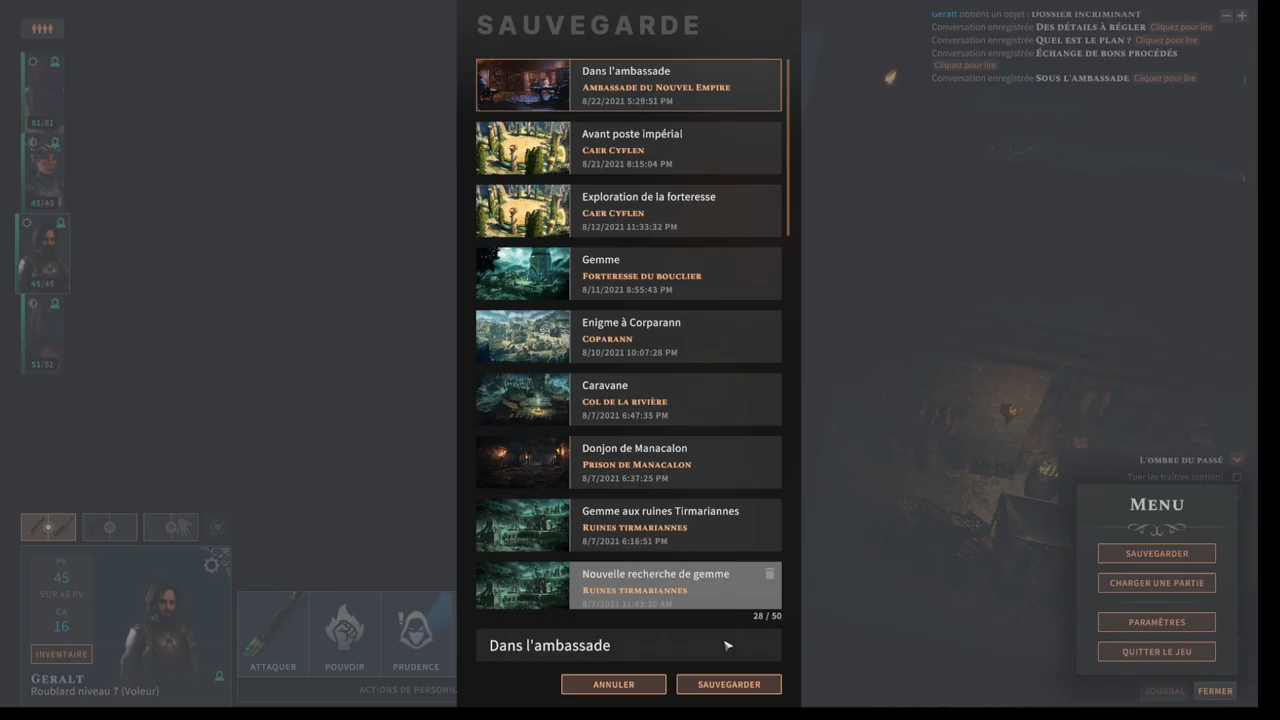 SAUVEGARDE
Dans l'ambassade
AMBASSADE DU NOUVEL EMPIRE
8/22/2021 5:29:51 PM
Avant poste impérial
CAER CYFLEN
8/21/2021 8:15:04 PM
Exploration de la forteresse
CAER CYFLEN
8/12/2021 11:33:32 PM
Gemme
FORTERESSE DU BOUCLIER
8/11/2021 8:55:43 PM
Enigme à Corparann
COPARANN
8/10/2021 10:07:28 PM
Caravane
COL DE LA RIVIÈRE
8/7/2021 6:47:35 PM
Donjon de Manacalon
PRISON DE MANACALON
8/7/2021 6:37:25 PM
Gemme aux ruines Tirmariannes
RUINES TIRMARIANNES
8/7/2021 6:16:51 PM
Nouvelle recherche de gemme
RUINES TIRMARIANNES
8/7/2021 11:43:30 AM
28 / 50
Dans l'ambassade
ANNULER
SAUVEGARDER
Geralt obtient un objet : DOSSIER INCRIMINANT
Conversation enregistrée DES DÉTAILS À RÉGLER Cliquez pour lire
Conversation enregistrée QUEL EST LE PLAN ? Cliquez pour lire
Conversation enregistrée ÉCHANGE DE BONS PROCÉDÉS
Cliquez pour lire
Conversation enregistrée SOUS L'AMBASSADE Cliquez pour lire
81/81
45/45
45/45
51/51
PV
45
SUR 45 PV
CA
16
INVENTAIRE
GERALT
Roublard niveau 7 (Voleur)
ATTAQUER
POUVOIR
PRUDENCE
ACTIONS DE PERSONN
L'OMBRE DU PASSÉ
Tuer les traîtres (option)
MENU
SAUVEGARDER
CHARGER UNE PARTIE
PARAMÈTRES
QUITTER LE JEU
JOURNAL
FERMER